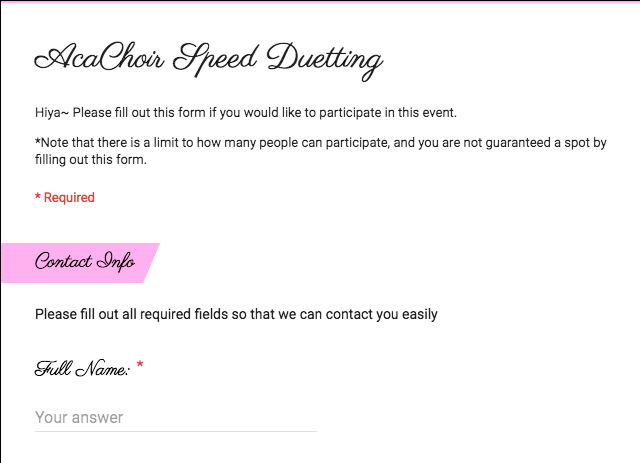 AcaChoir Speed Duetting
Hiya~ Please fill out this form if you would like to participate in this event.
*Note that there is a limit to how many people can participate, and you are not guaranteed a spot by
filling out this form.
* Required
Contact Info
Please fill out all required fields so that we can contact you easily
Full Name: *
Your answer